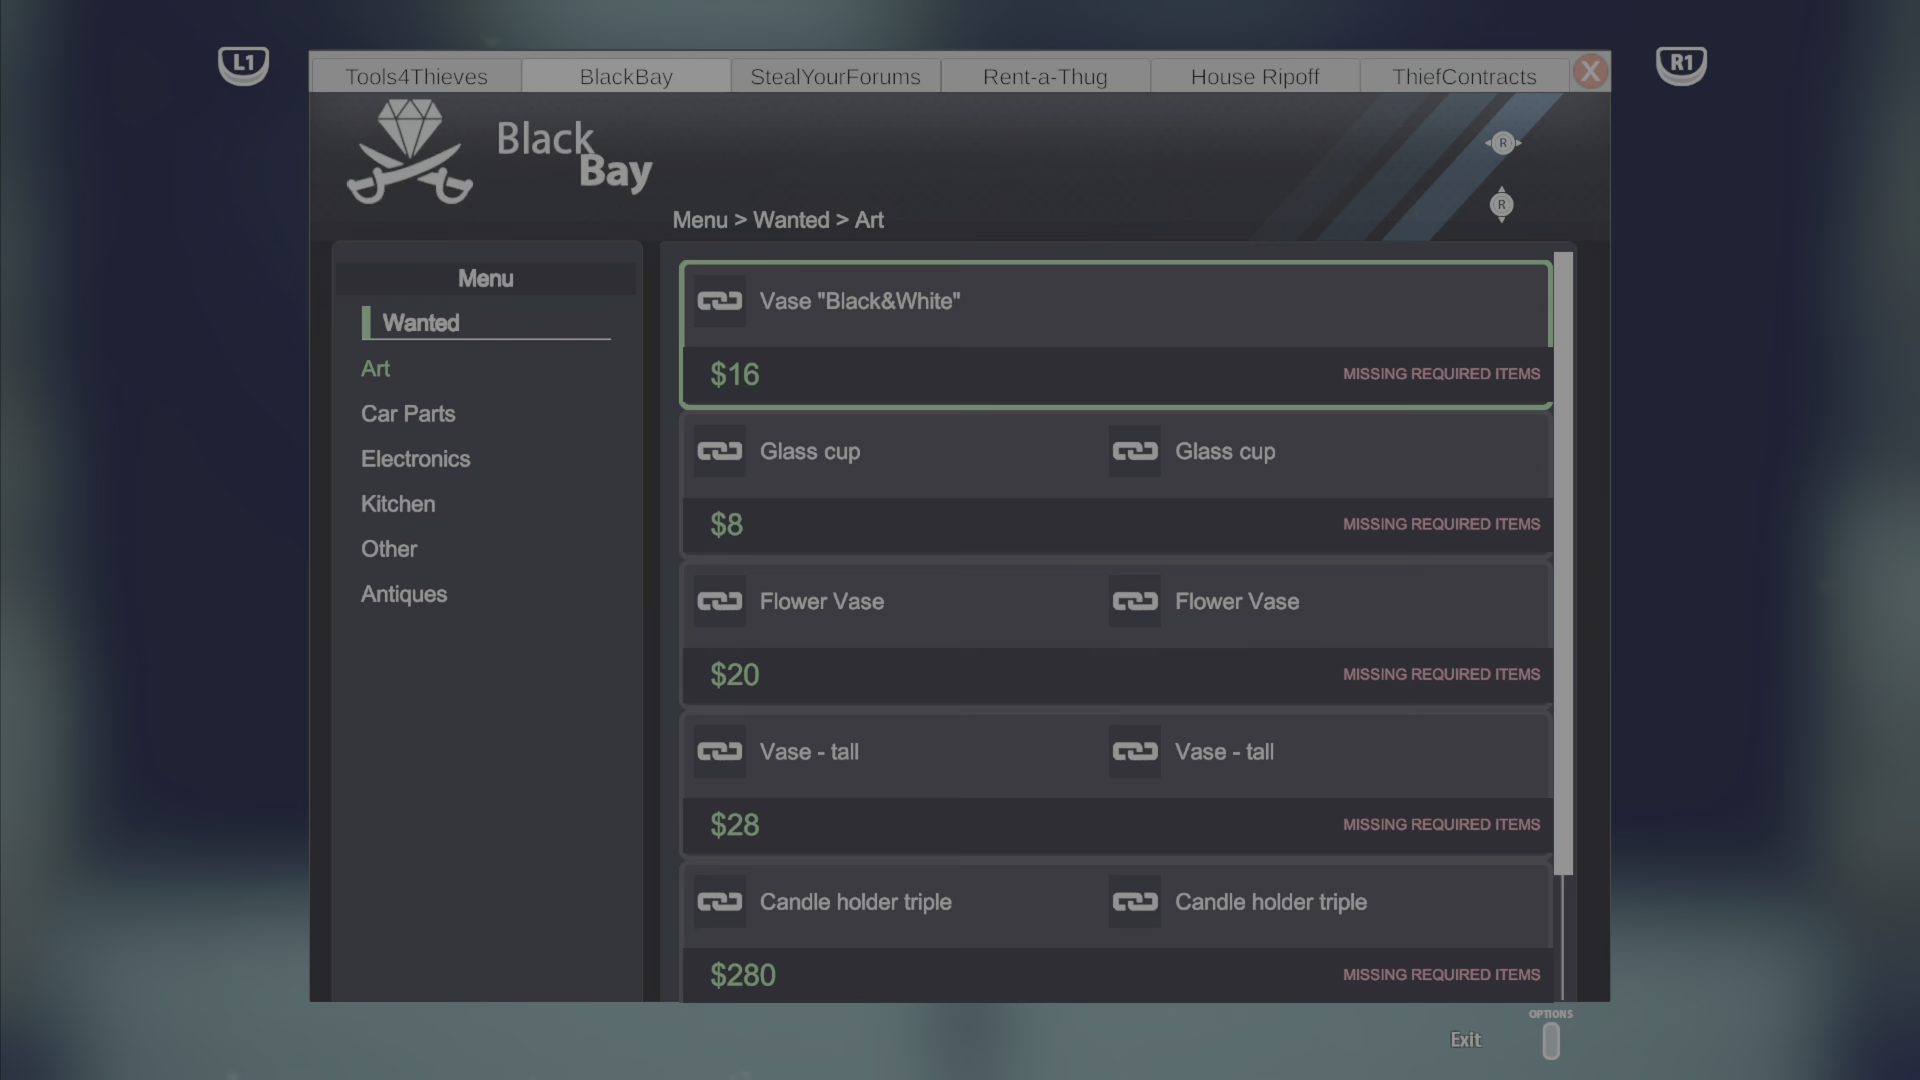 L1
R1
Tools4Thieves
BlackBay
StealYourForums
Rent-a-Thug
House Ripoff
ThiefContracts
X
Black
Bay
R
R
Menu > Wanted > Art
Menu
Wanted
Art
Car Parts
Electronics
Kitchen
Other
Antiques
Vase "Black&White"
$16
MISSING REQUIRED ITEMS
Glass cup
Glass cup
$8
MISSING REQUIRED ITEMS
Flower Vase
Flower Vase
$20
MISSING REQUIRED ITEMS
Vase - tall
Vase - tall
$28
MISSING REQUIRED ITEMS
Candle holder triple
Candle holder triple
$280
MISSING REQUIRED ITEMS
OPTIONS
Exit